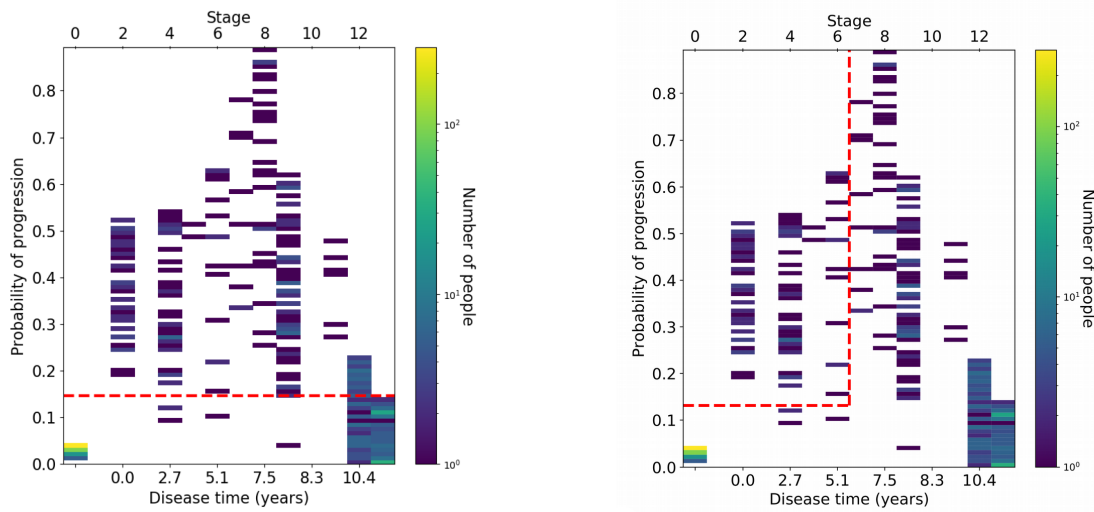 Stage
0 2 4 6 8 10 12
Probability of progression
0.8
0.7
0.6
0.5
0.4
0.3
0.2
0.1
0.0
0.0 2.7 5.1 7.5 8.3 10.4
Disease time (years)
10²
10¹
10⁰
Number of people
Stage
0 2 4 6 8 10 12
Probability of progression
0.8
0.7
0.6
0.5
0.4
0.3
0.2
0.1
0.0
0.0 2.7 5.1 7.5 8.3 10.4
Disease time (years)
10²
10¹
10⁰
Number of people